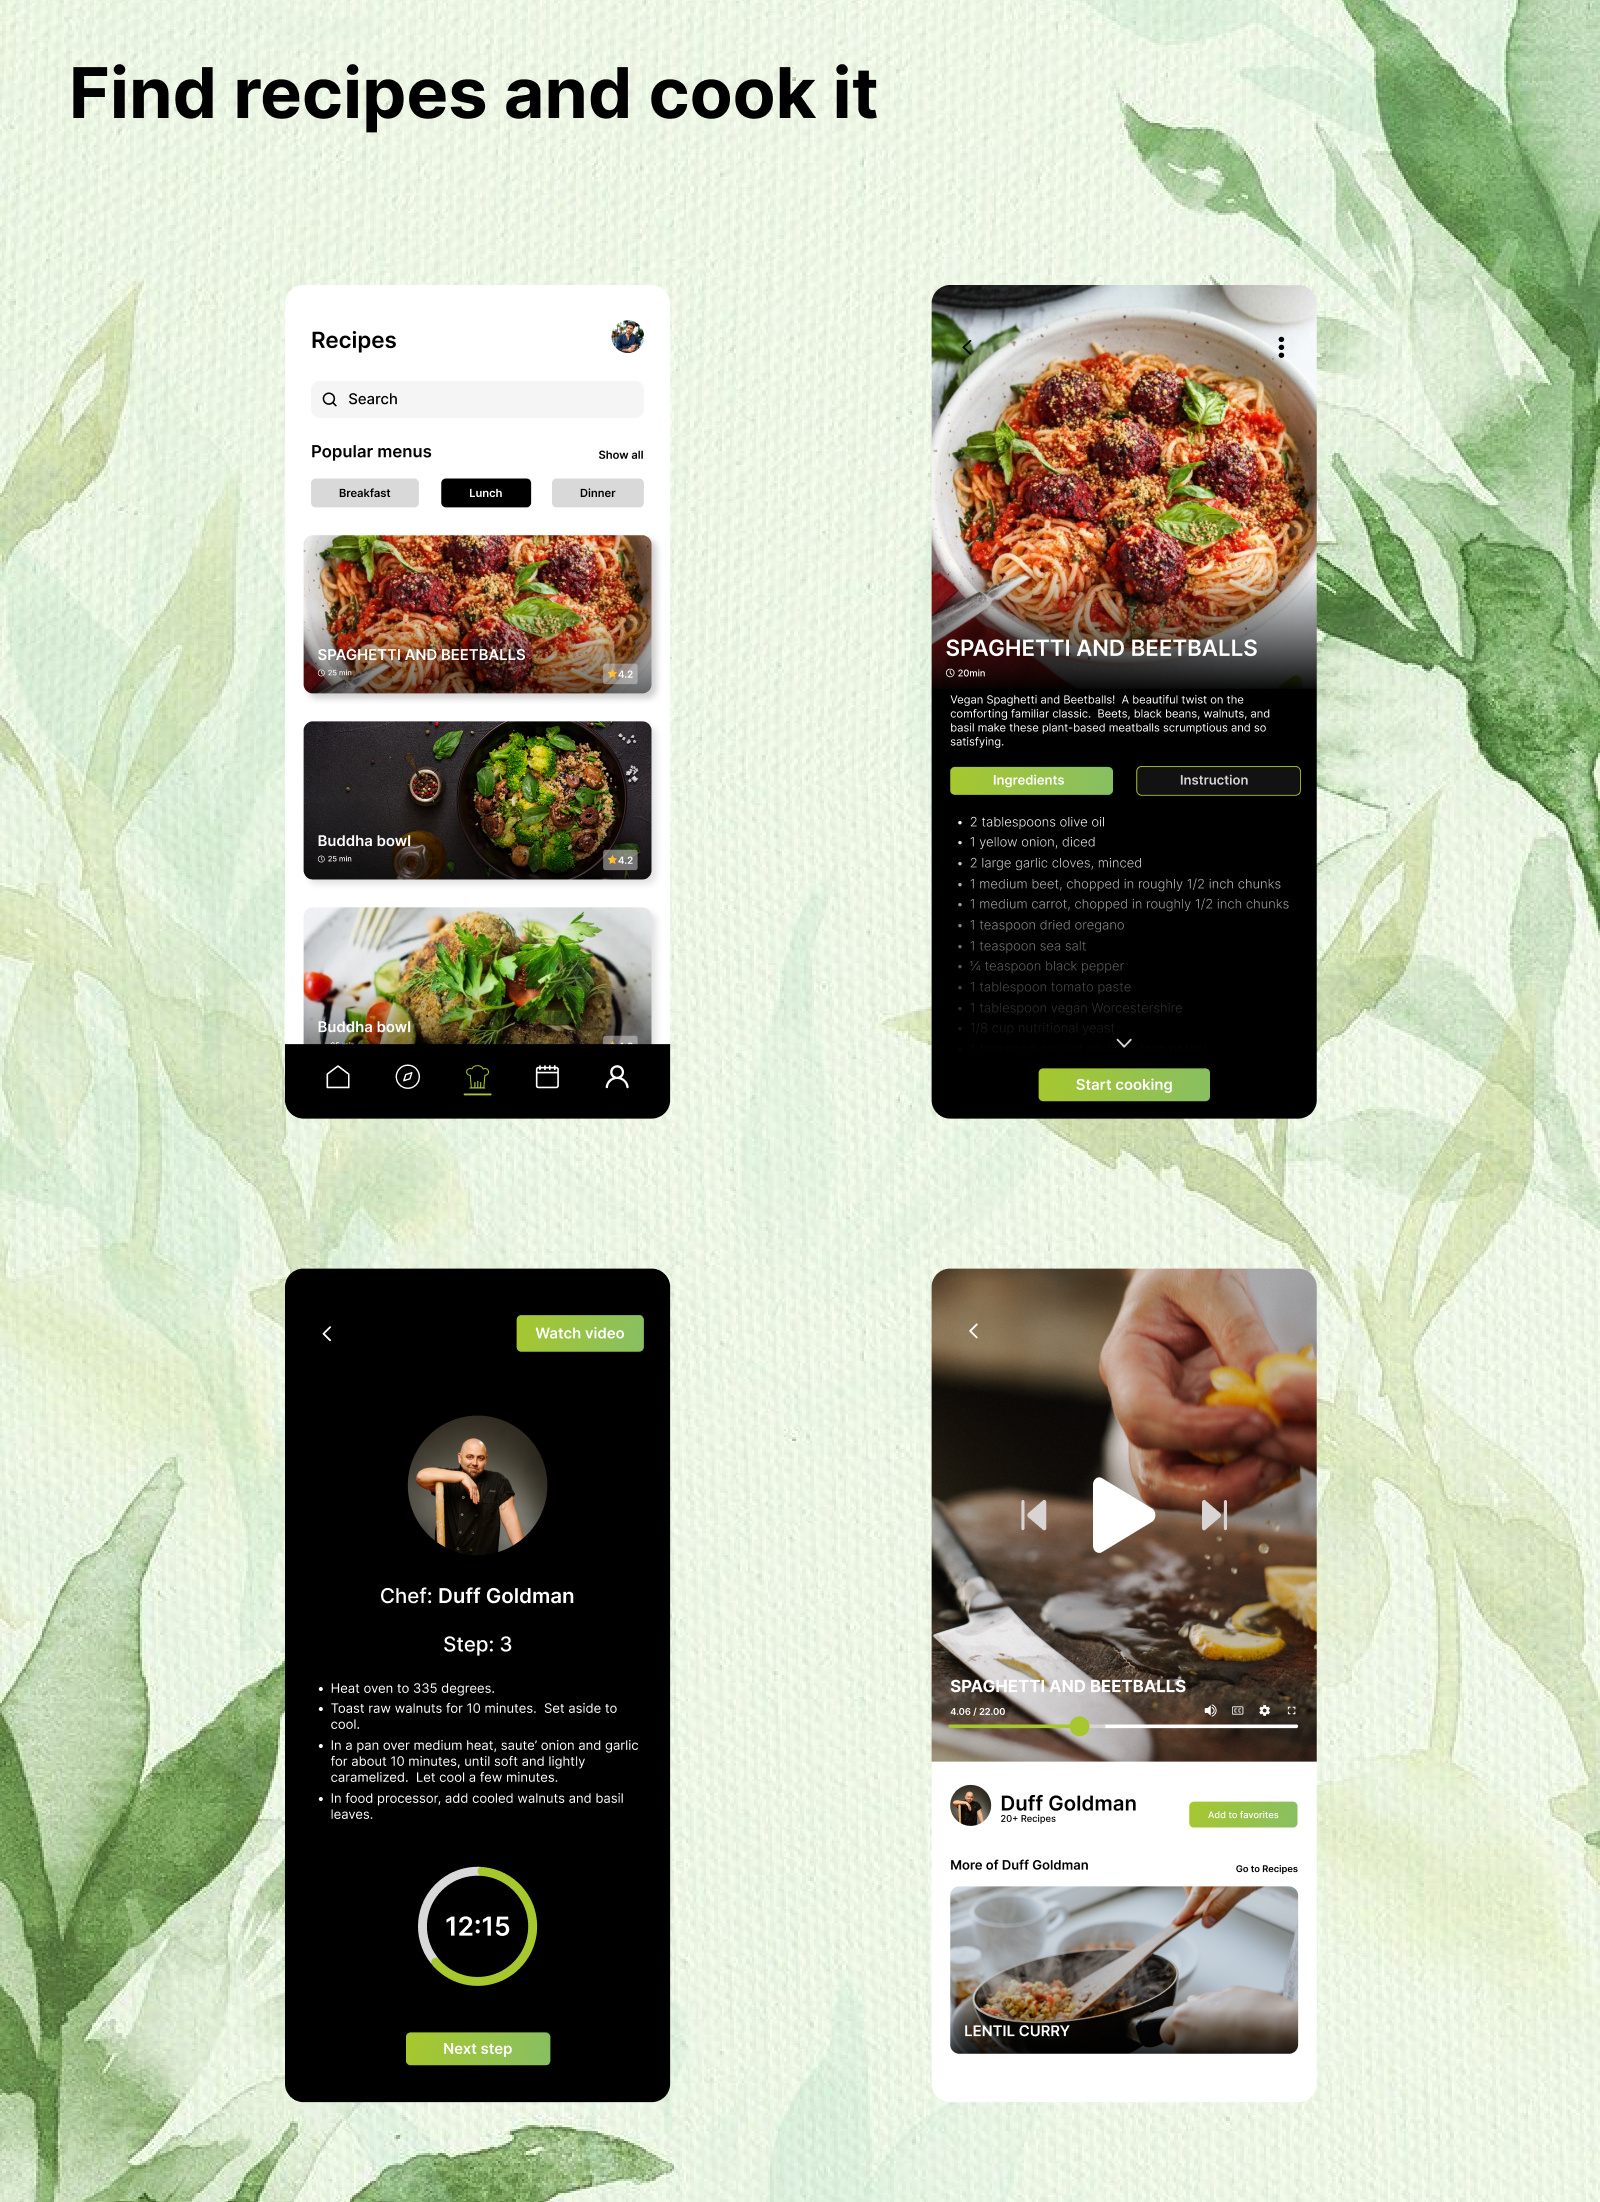 Find recipes and cook it
Recipes
Search
Popular menus
Show all
Breakfast
Lunch
Dinner
SPAGHETTI AND BEETBALLS
25 min
4.2
Buddha bowl
25 min
4.2
Buddha bowl
SPAGHETTI AND BEETBALLS
20min
Vegan Spaghetti and Beetballs!  A beautiful twist on the
comforting familiar classic.  Beets, black beans, walnuts, and
basil make these plant-based meatballs scrumptious and so
satisfying.
Ingredients
Instruction
• 2 tablespoons olive oil
• 1 yellow onion, diced
• 2 large garlic cloves, minced
• 1 medium beet, chopped in roughly 1/2 inch chunks
• 1 medium carrot, chopped in roughly 1/2 inch chunks
• 1 teaspoon dried oregano
• 1 teaspoon sea salt
• ¼ teaspoon black pepper
• 1 tablespoon tomato paste
• 1 tablespoon vegan Worcestershire
• 1/8 cup nutritional yeast
Start cooking
Watch video
Chef: Duff Goldman
Step: 3
• Heat oven to 335 degrees.
• Toast raw walnuts for 10 minutes.  Set aside to
cool.
• In a pan over medium heat, saute' onion and garlic
for about 10 minutes, until soft and lightly
caramelized.  Let cool a few minutes.
• In food processor, add cooled walnuts and basil
leaves.
12:15
Next step
SPAGHETTI AND BEETBALLS
4.06 / 22.00
Duff Goldman
20+ Recipes
Add to favorites
More of Duff Goldman
Go to Recipes
LENTIL CURRY